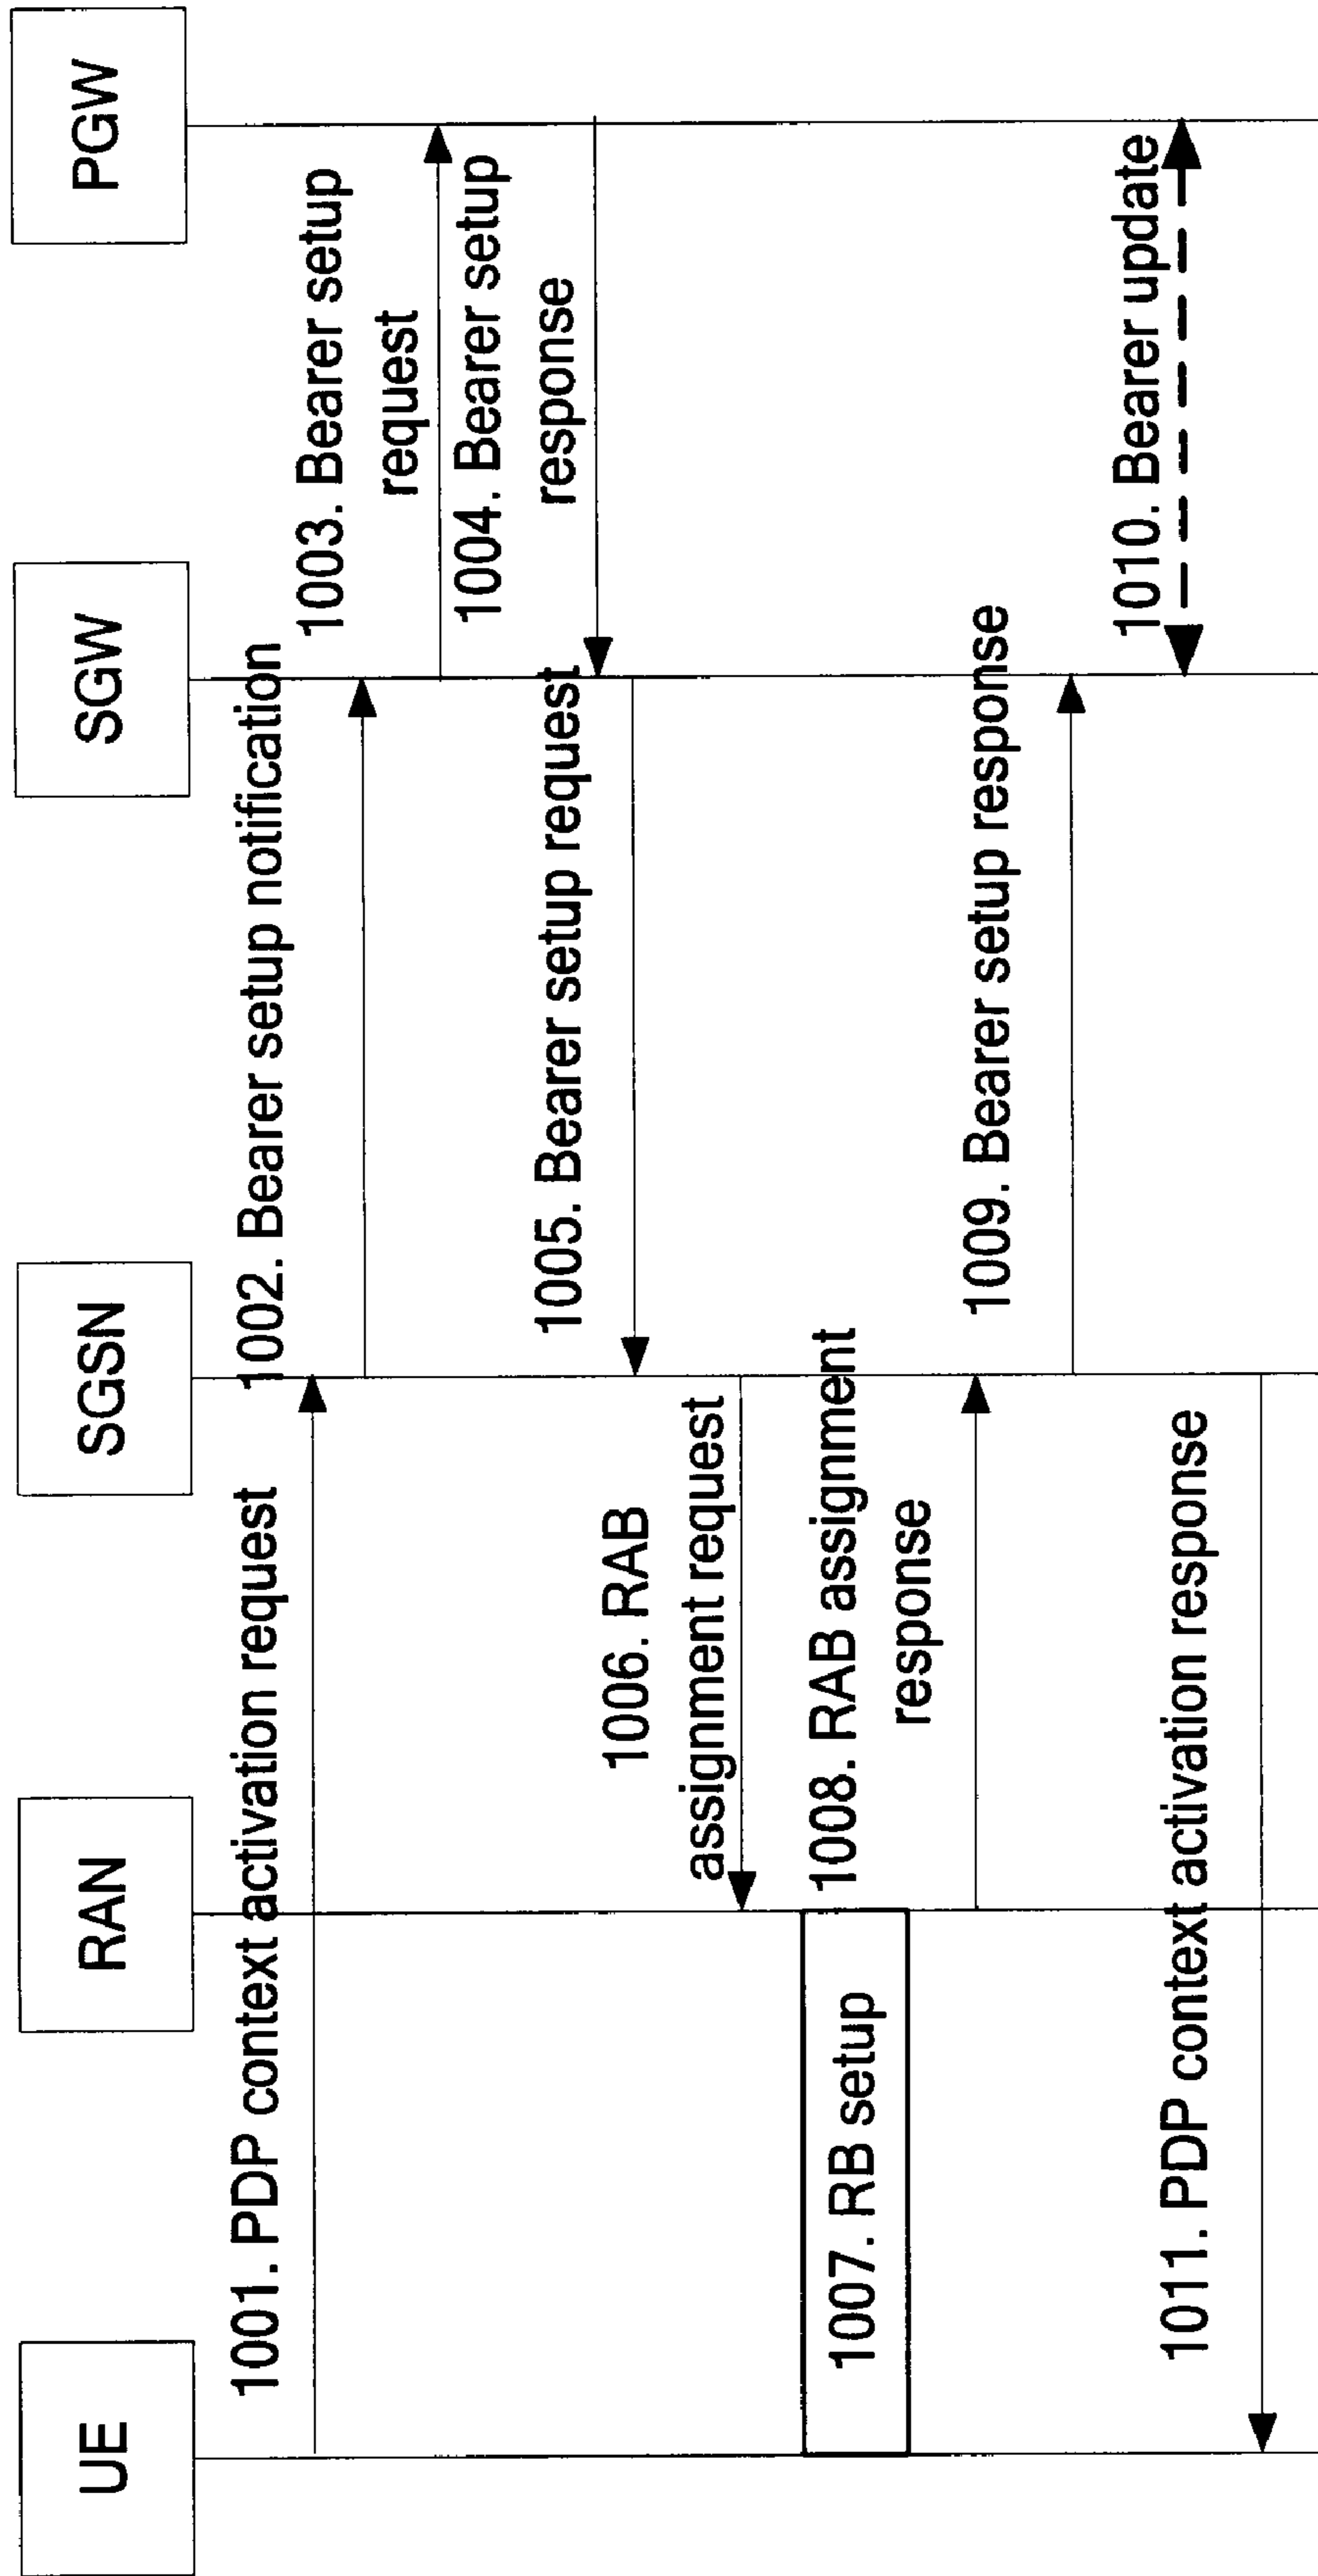 UE
RAN
SGSN
SGW
PGW
1001. PDP context activation request
1002. Bearer setup notification
1003. Bearer setup
request
1004. Bearer setup
response
1005. Bearer setup request
1006. RAB
assignment request
1007. RB setup
1008. RAB assignment
response
1009. Bearer setup response
1010. Bearer update
1011. PDP context activation response